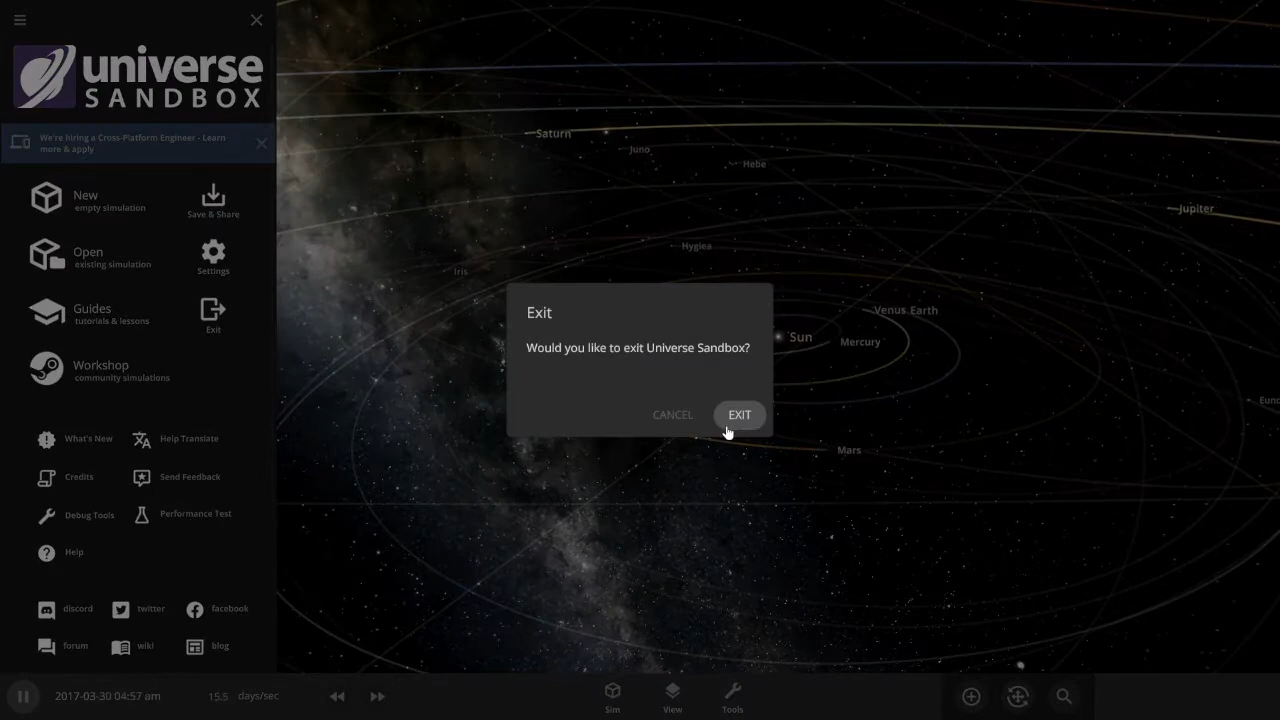 universe
SANDBOX
We're hiring a Cross-Platform Engineer - Learn
more & apply
New
empty simulation
Save & Share
Open
existing simulation
Settings
Guides
tutorials & lessons
Exit
Workshop
community simulations
What's New
Help Translate
Credits
Send Feedback
Debug Tools
Performance Test
Help
discord
twitter
facebook
forum
wiki
blog
Saturn
Juno
Hebe
Jupiter
Hygiea
Iris
Venus
Earth
Sun
Mercury
Mars
Exit
Would you like to exit Universe Sandbox?
CANCEL
EXIT
2017-03-30 04:57 am
15.5 days/sec
Sim
View
Tools